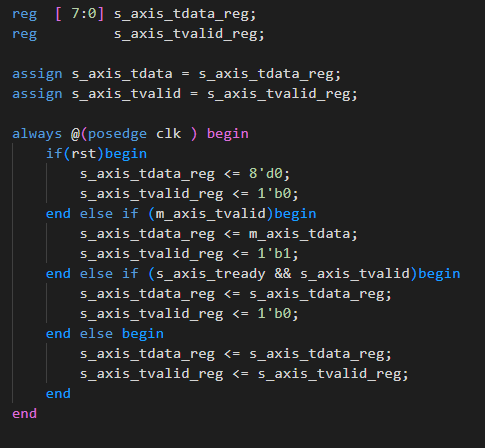 reg  [ 7:0] s_axis_tdata_reg;
reg         s_axis_tvalid_reg;

assign s_axis_tdata = s_axis_tdata_reg;
assign s_axis_tvalid = s_axis_tvalid_reg;

always @(posedge clk ) begin
    if(rst)begin
        s_axis_tdata_reg <= 8'd0;
        s_axis_tvalid_reg <= 1'b0;
    end else if (m_axis_tvalid)begin
        s_axis_tdata_reg <= m_axis_tdata;
        s_axis_tvalid_reg <= 1'b1;
    end else if (s_axis_tready && s_axis_tvalid)begin
        s_axis_tdata_reg <= s_axis_tdata_reg;
        s_axis_tvalid_reg <= 1'b0;
    end else begin
        s_axis_tdata_reg <= s_axis_tdata_reg;
        s_axis_tvalid_reg <= s_axis_tvalid_reg;
    end
end